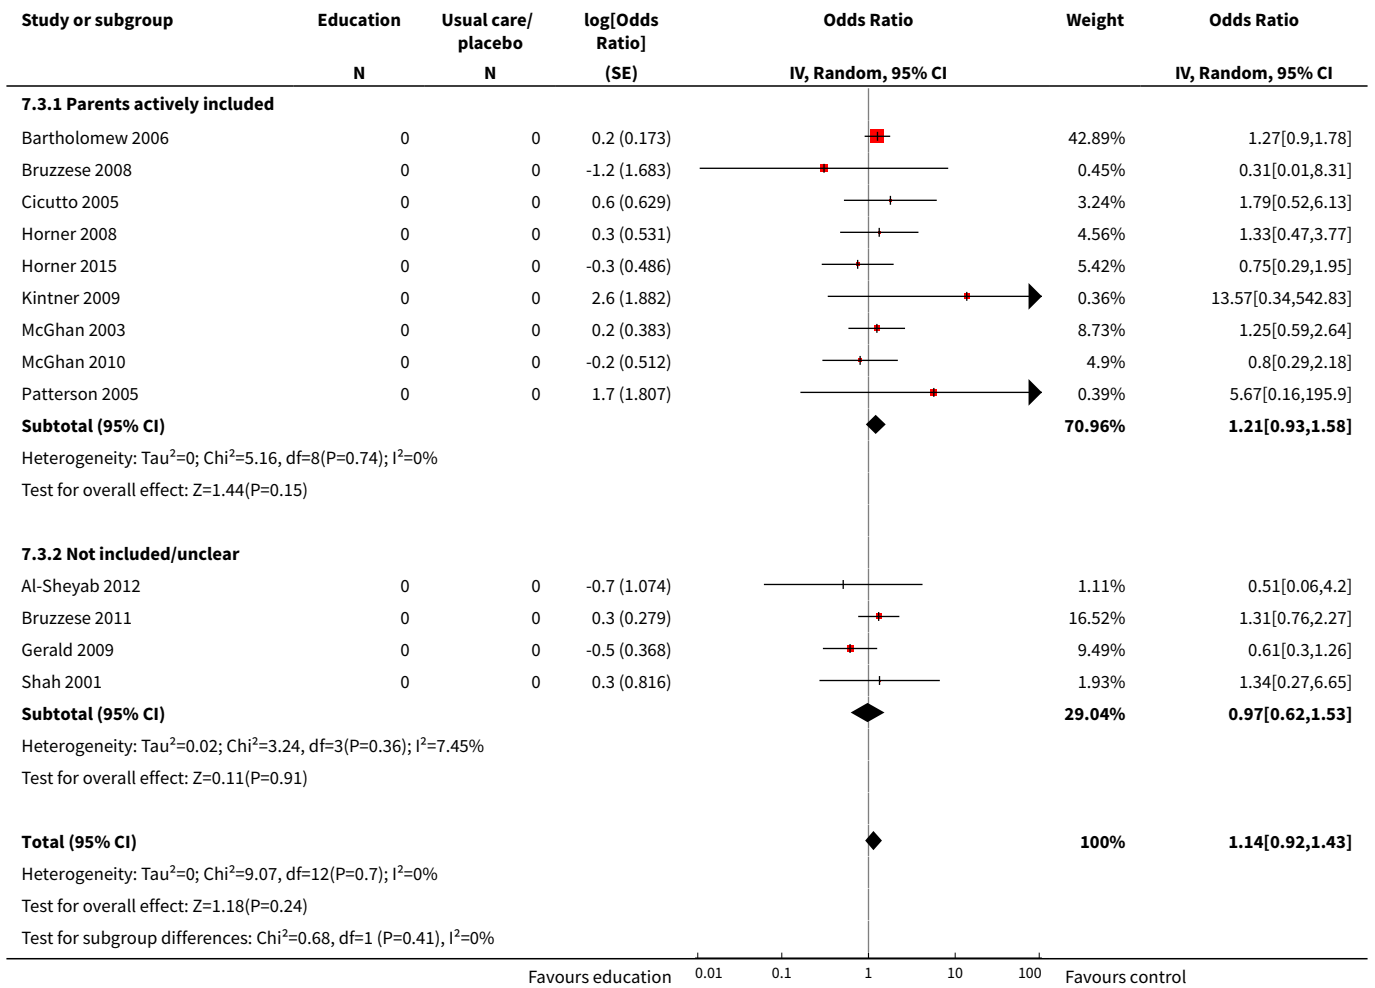 Study or subgroup Education Usual care/ log[Odds Odds Ratio Weight Odds Ratio
placebo Ratio]
N N (SE) IV, Random, 95% CI IV, Random, 95% CI
7.3.1 Parents actively included
Bartholomew 2006 0 0 0.2 (0.173) 42.89% 1.27[0.9,1.78]
Bruzzese 2008 0 0 -1.2 (1.683) 0.45% 0.31[0.01,8.31]
Cicutto 2005 0 0 0.6 (0.629) 3.24% 1.79[0.52,6.13]
Horner 2008 0 0 0.3 (0.531) 4.56% 1.33[0.47,3.77]
Horner 2015 0 0 -0.3 (0.486) 5.42% 0.75[0.29,1.95]
Kintner 2009 0 0 2.6 (1.882) 0.36% 13.57[0.34,542.83]
McGhan 2003 0 0 0.2 (0.383) 8.73% 1.25[0.59,2.64]
McGhan 2010 0 0 -0.2 (0.512) 4.9% 0.8[0.29,2.18]
Patterson 2005 0 0 1.7 (1.807) 0.39% 5.67[0.16,195.9]
Subtotal (95% CI) 70.96% 1.21[0.93,1.58]
Heterogeneity: Tau²=0; Chi²=5.16, df=8(P=0.74); I²=0%
Test for overall effect: Z=1.44(P=0.15)
7.3.2 Not included/unclear
Al-Sheyab 2012 0 0 -0.7 (1.074) 1.11% 0.51[0.06,4.2]
Bruzzese 2011 0 0 0.3 (0.279) 16.52% 1.31[0.76,2.27]
Gerald 2009 0 0 -0.5 (0.368) 9.49% 0.61[0.3,1.26]
Shah 2001 0 0 0.3 (0.816) 1.93% 1.34[0.27,6.65]
Subtotal (95% CI) 29.04% 0.97[0.62,1.53]
Heterogeneity: Tau²=0.02; Chi²=3.24, df=3(P=0.36); I²=7.45%
Test for overall effect: Z=0.11(P=0.91)
Total (95% CI) 100% 1.14[0.92,1.43]
Heterogeneity: Tau²=0; Chi²=9.07, df=12(P=0.7); I²=0%
Test for overall effect: Z=1.18(P=0.24)
Test for subgroup differences: Chi²=0.68, df=1 (P=0.41), I²=0%
Favours education 0.01 0.1 1 10 100 Favours control